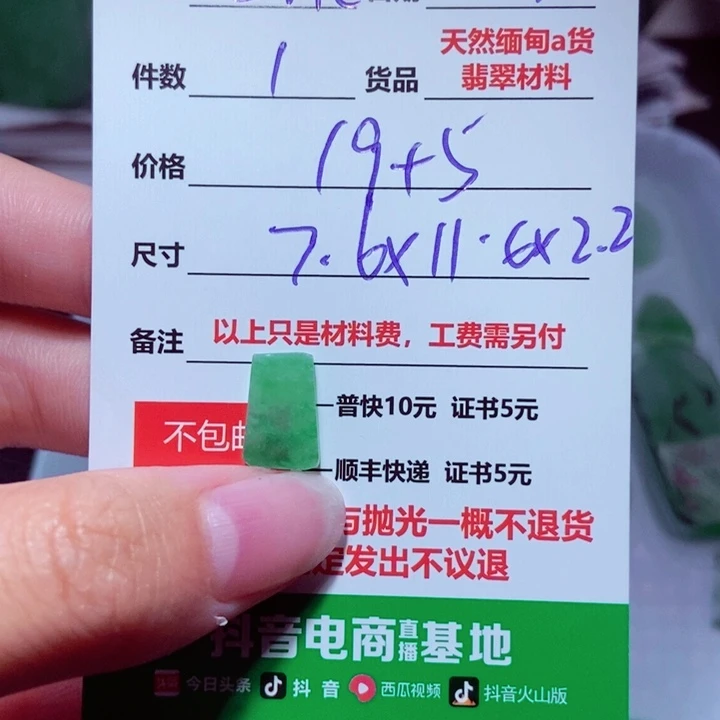 件数 1 货品 天然缅甸a货
翡翠材料
价格 19+5
尺寸 7.6x11.6x2.2
备注 以上只是材料费，工费需另付
不包邮
普快10元 证书5元
顺丰快递 证书5元
与抛光一概不退货
定发出不议退
抖音电商直播基地
今日头条 抖音 西瓜视频 抖音火山版